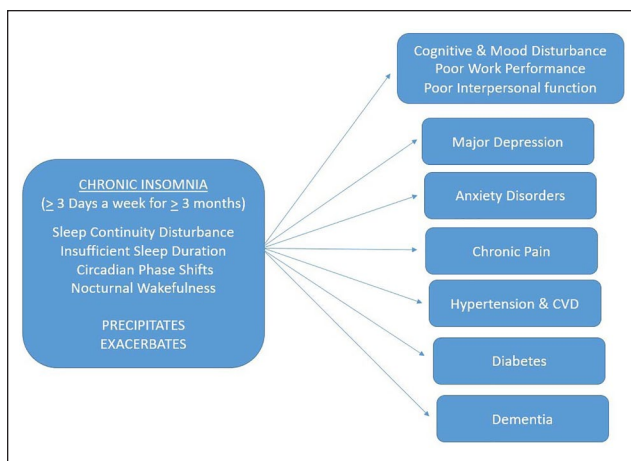 CHRONIC INSOMNIA
(≥ 3 Days a week for ≥ 3 months)
Sleep Continuity Disturbance
Insufficient Sleep Duration
Circadian Phase Shifts
Nocturnal Wakefulness
PRECIPITATES
EXACERBATES
Cognitive & Mood Disturbance
Poor Work Performance
Poor Interpersonal function
Major Depression
Anxiety Disorders
Chronic Pain
Hypertension & CVD
Diabetes
Dementia